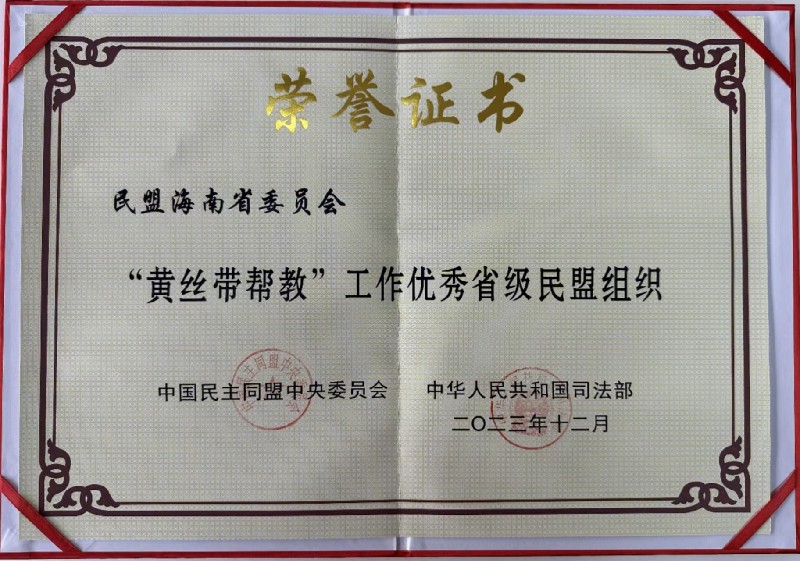 荣誉证书
民盟海南省委员会
“黄丝带帮教”工作优秀省级民盟组织
中国民主同盟中央委员会 中华人民共和国司法部
二〇二三年十二月